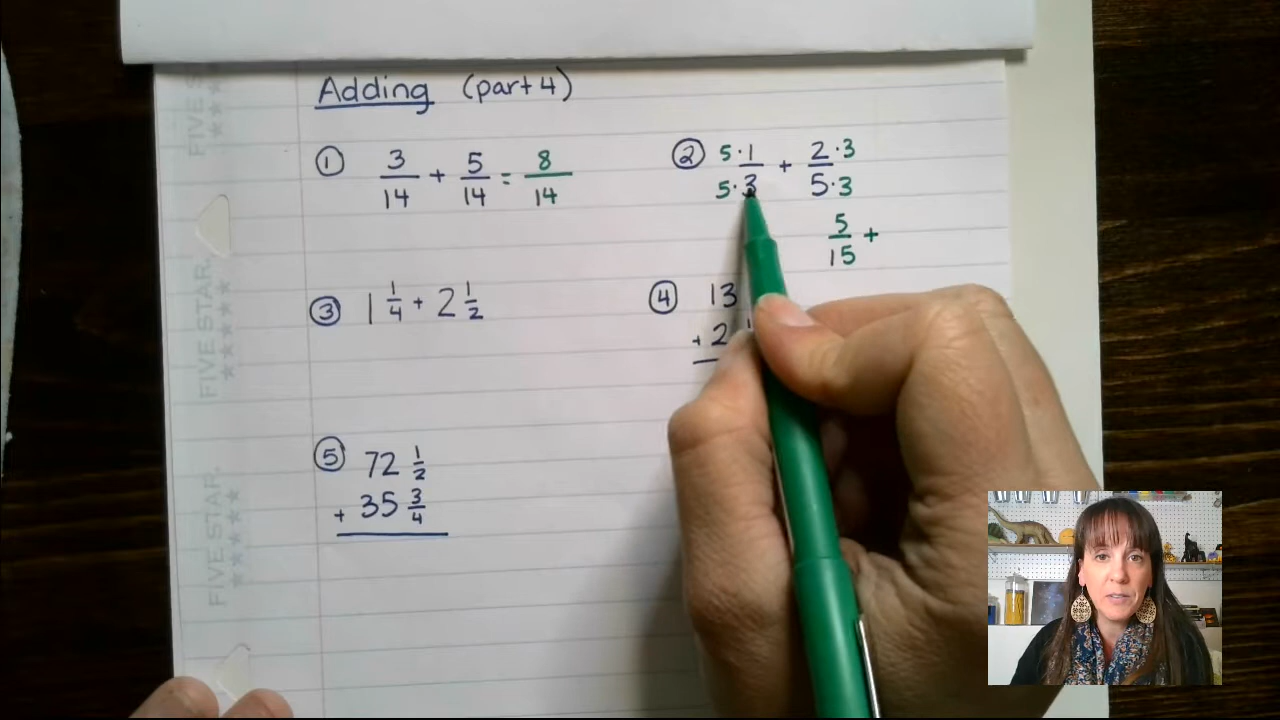 Adding (part 4)
① 3/14 + 5/14 = 8/14
② 5·1/5·3 + 2·3/5·3
5/15 +
③ 1 1/4 + 2 1/2
④ 13
+ 2
⑤ 72 1/2
+ 35 3/4
FIVE STAR
FIVE STAR.
FIVE STAR.